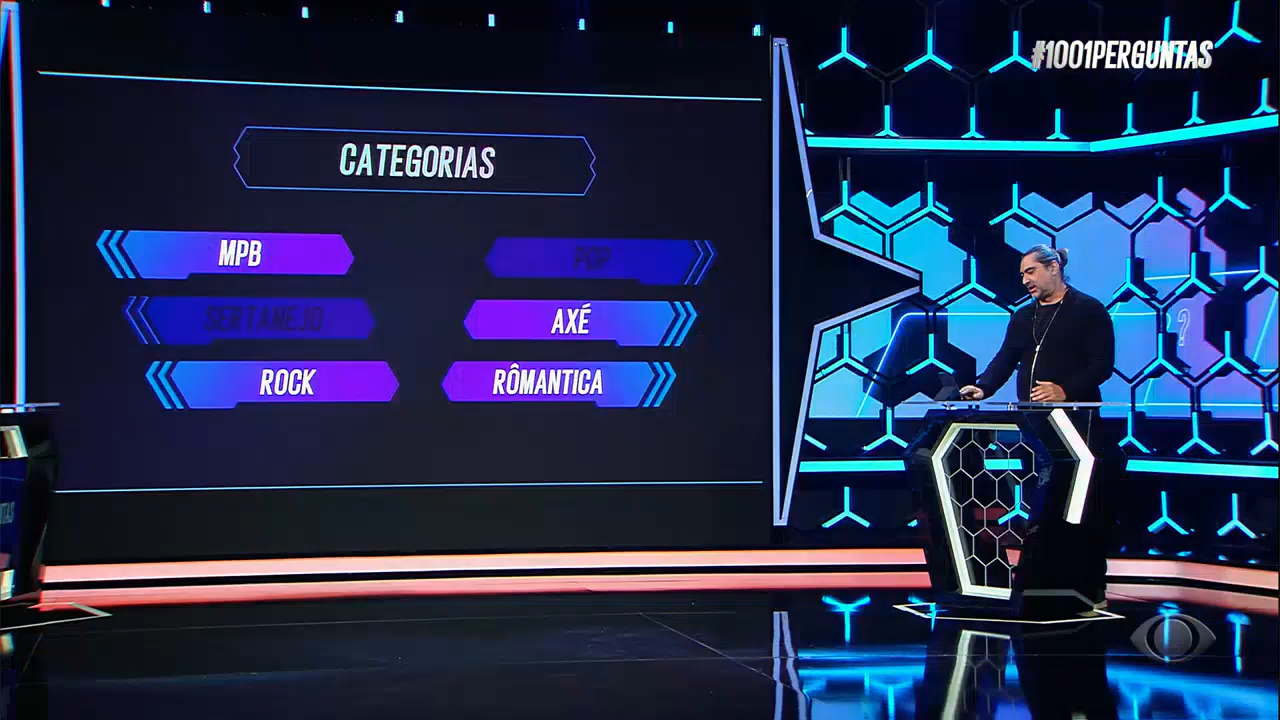 #1001PERGUNTAS
CATEGORIAS
MPB
POP
SERTANEJO
AXÉ
ROCK
RÔMANTICA
?